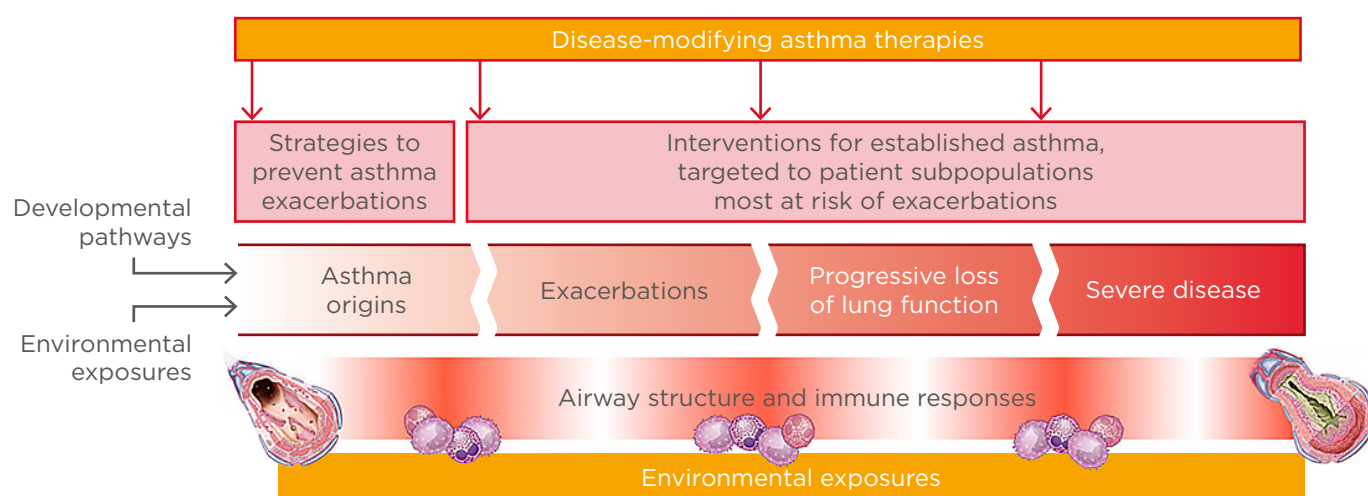 Disease-modifying asthma therapies
Strategies to
prevent asthma
exacerbations
Interventions for established asthma,
targeted to patient subpopulations
most at risk of exacerbations
Developmental
pathways
Environmental
exposures
Asthma
origins
Exacerbations
Progressive loss
of lung function
Severe disease
Airway structure and immune responses
Environmental exposures